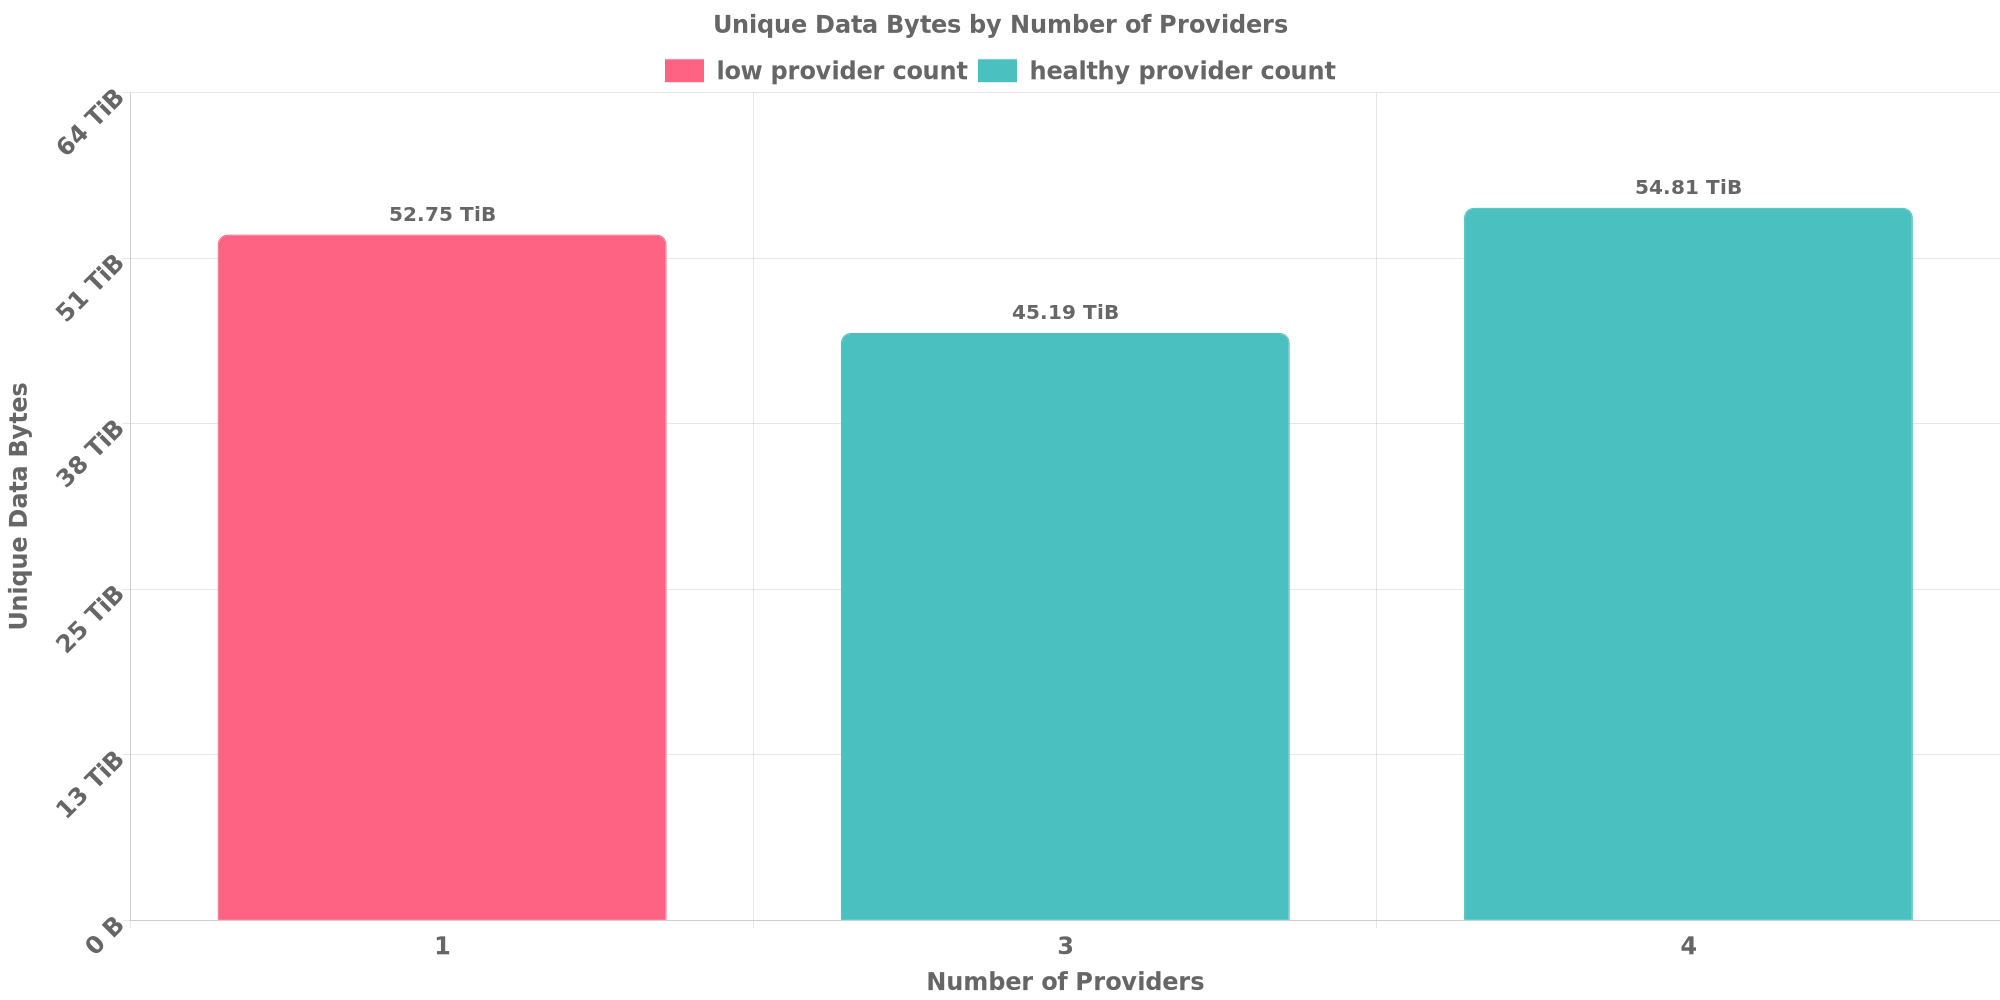 Unique Data Bytes by Number of Providers
low provider count healthy provider count
64 TiB
51 TiB
38 TiB
25 TiB
13 TiB
0 B
Unique Data Bytes
52.75 TiB
45.19 TiB
54.81 TiB
1 3 4
Number of Providers